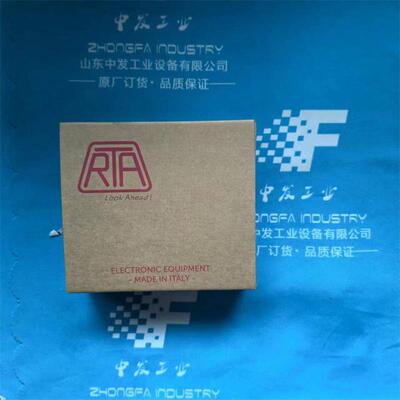 中发工业
ZHONGFA INDUSTRY
山东中发工业设备有限公司
原厂订货·品质保证
RTA
Look Ahead!
ELECTRONIC EQUIPMENT
- MADE IN ITALY -
中发工业
ZHONGFA INDUSTRY
山东中发工业设备有限公司
原厂订货·品质保证
中发工业
ZHONGFA INDUSTRY